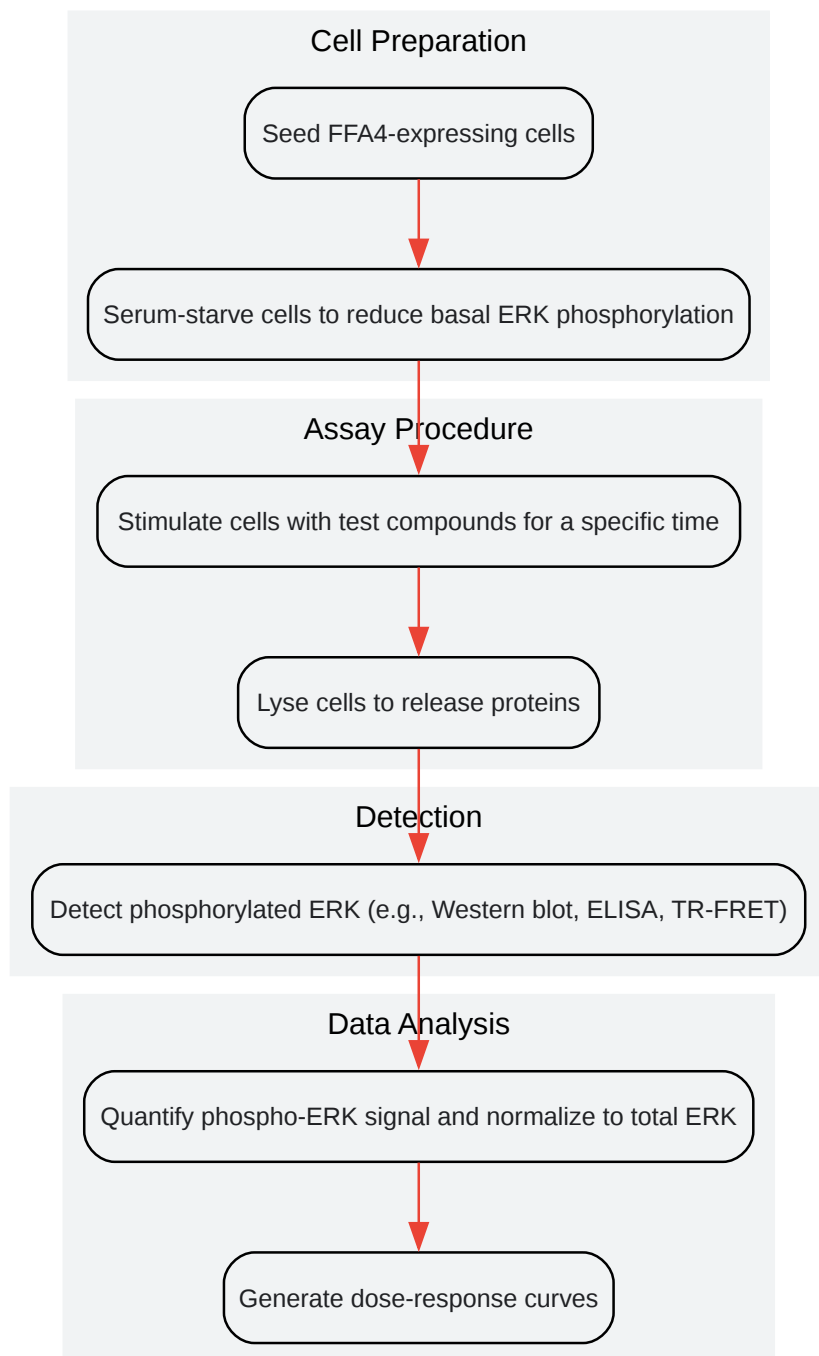 Cell Preparation
Seed FFA4-expressing cells
Serum-starve cells to reduce basal ERK phosphorylation
Assay Procedure
Stimulate cells with test compounds for a specific time
Lyse cells to release proteins
Detection
Detect phosphorylated ERK (e.g., Western blot, ELISA, TR-FRET)
Data Analysis
Quantify phospho-ERK signal and normalize to total ERK
Generate dose-response curves